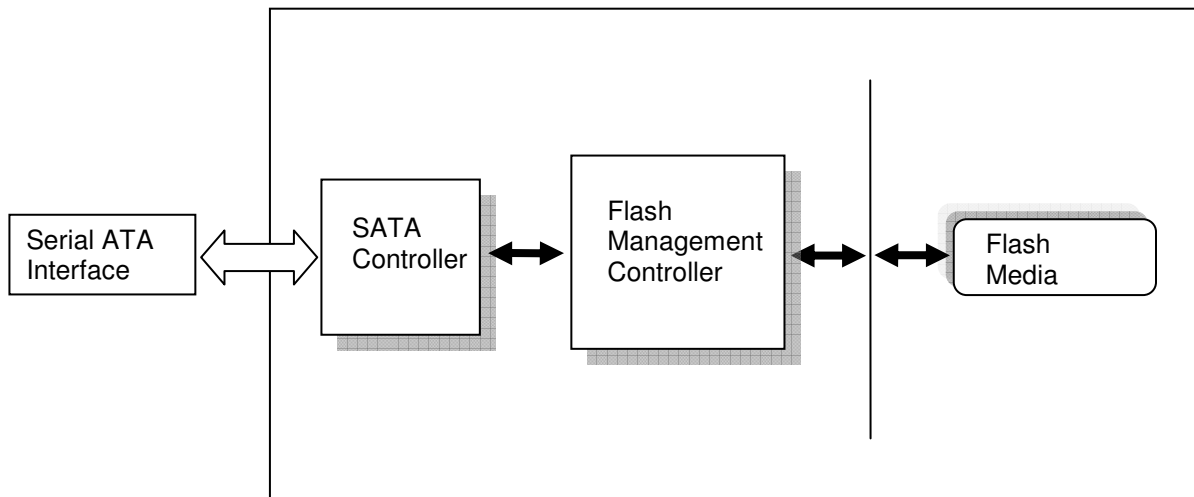 Serial ATA
Interface
SATA
Controller
Flash
Management
Controller
Flash
Media